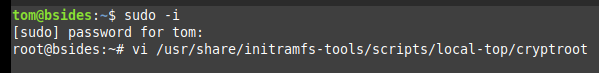 tom@bsides:~$ sudo -i
[sudo] password for tom:
root@bsides:~# vi /usr/share/initramfs-tools/scripts/local-top/cryptroot